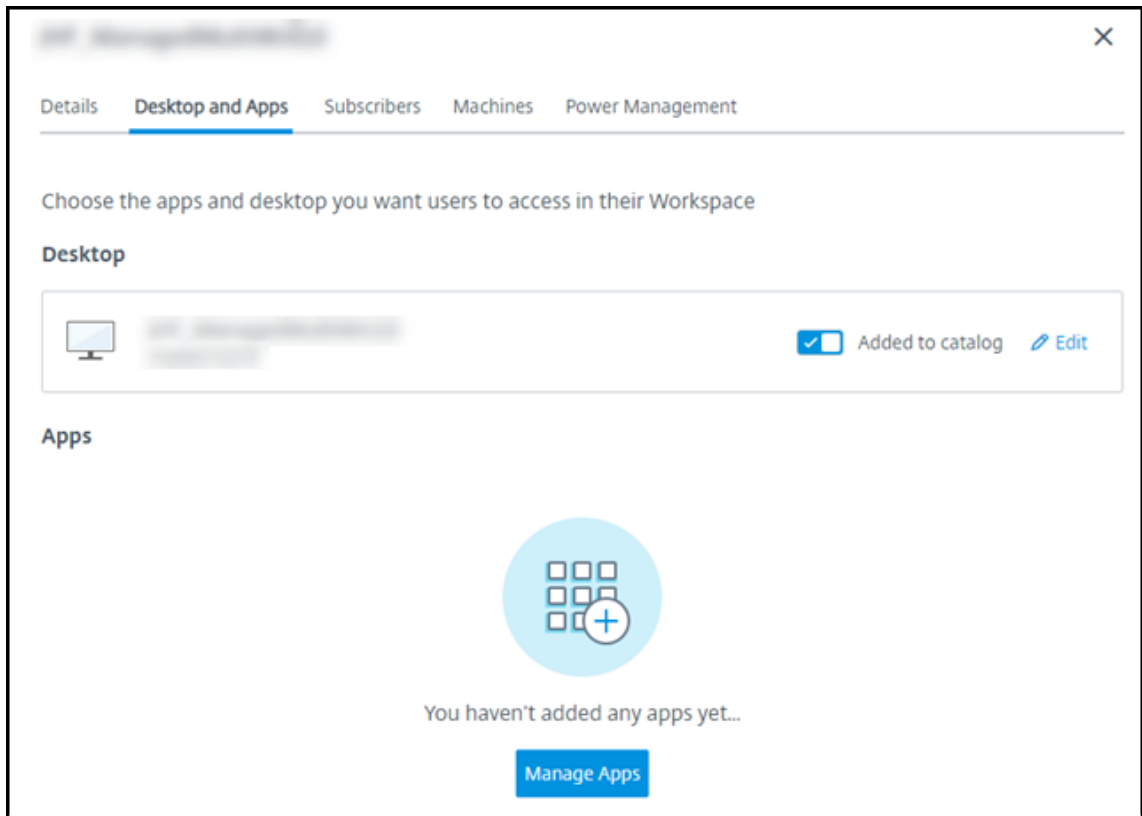 Details Desktop and Apps Subscribers Machines Power Management
Choose the apps and desktop you want users to access in their Workspace
Desktop
Added to catalog Edit
Apps
You haven't added any apps yet...
Manage Apps